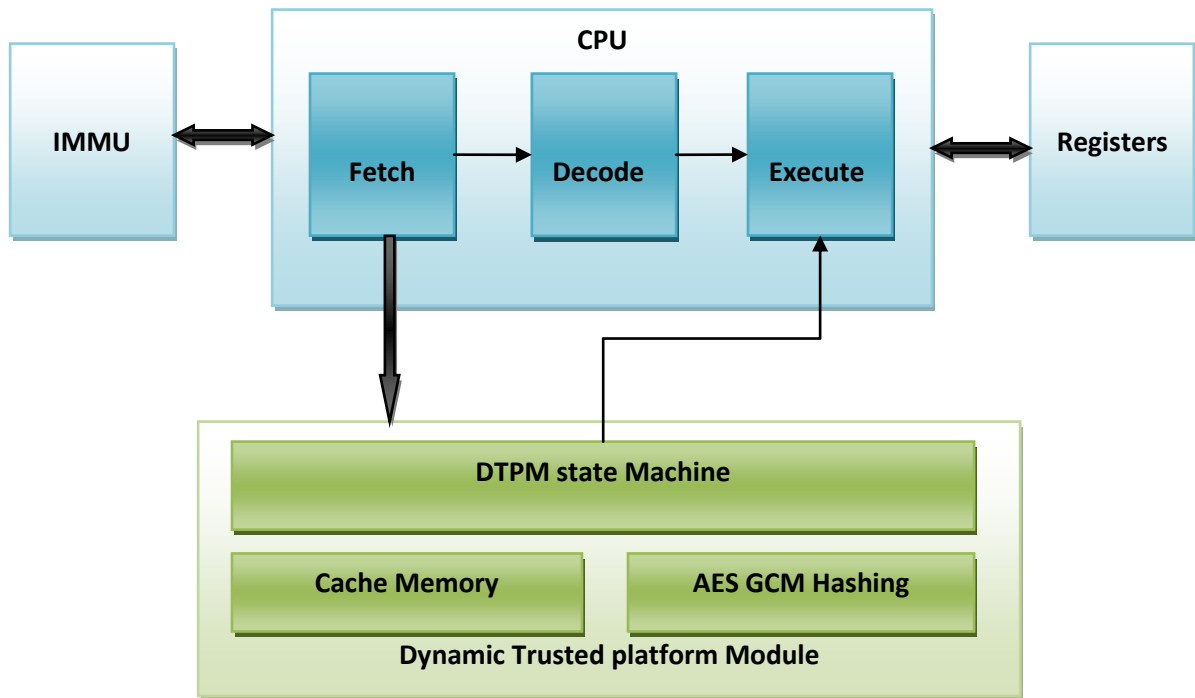 CPU
IMMU
Fetch
Decode
Execute
Registers
DTPM state Machine
Cache Memory
AES GCM Hashing
Dynamic Trusted platform Module